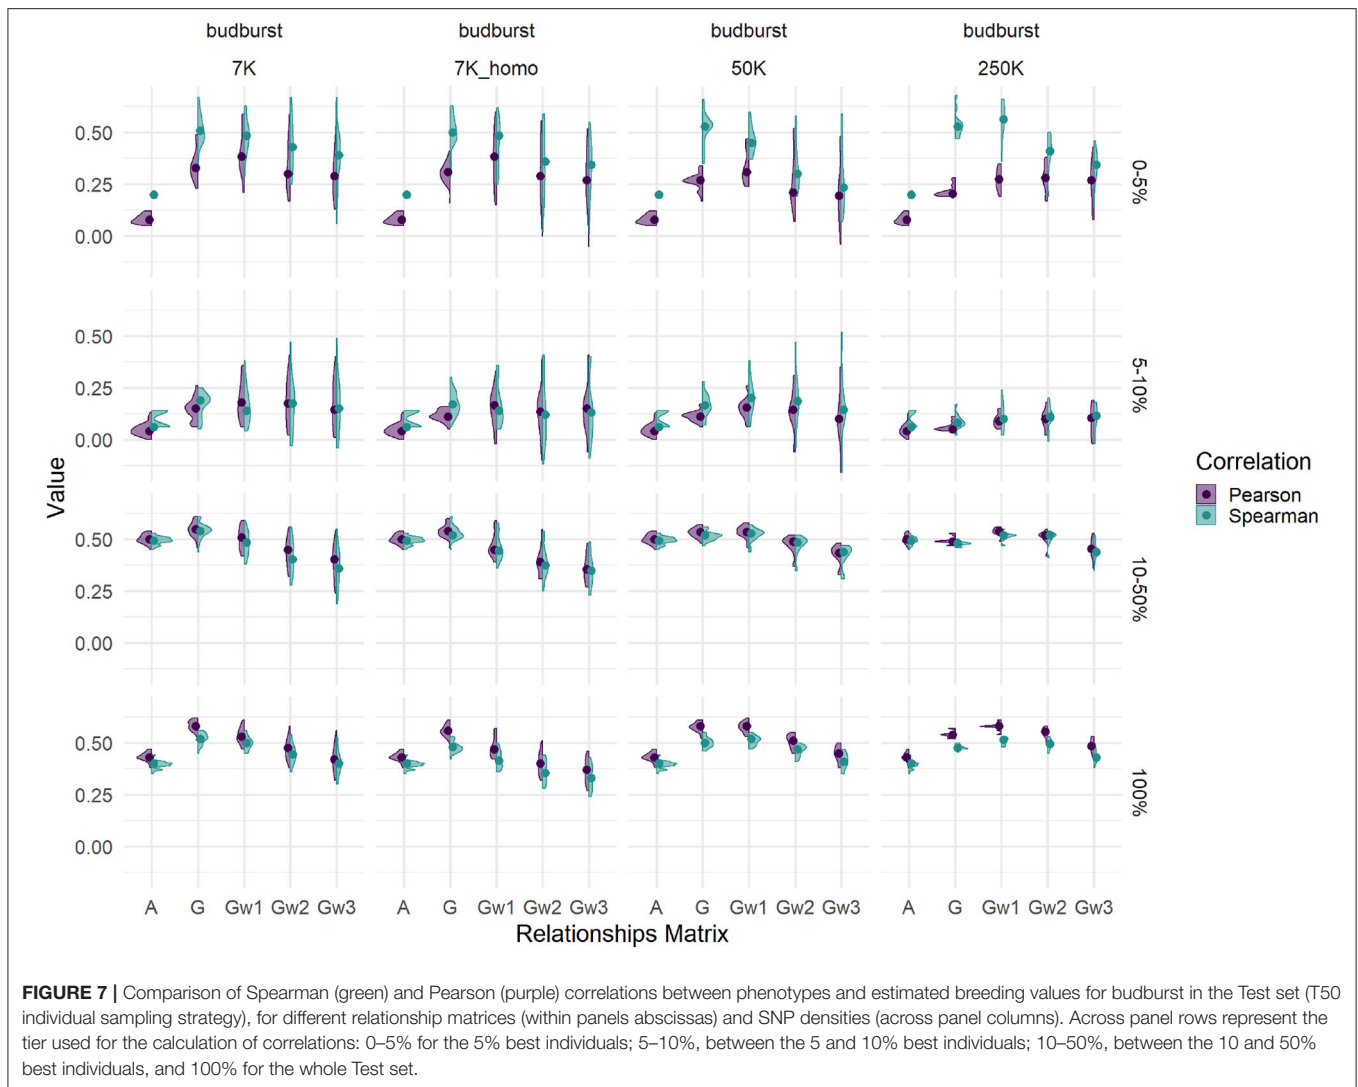 budburst budburst budburst budburst
7K 7K_homo 50K 250K
0.50
0.25
0.00
0-5%
0.50
0.25
0.00
5-10%
0.50
0.25
0.00
10-50%
0.50
0.25
0.00
100%
Value
A G Gw1 Gw2 Gw3 A G Gw1 Gw2 Gw3 A G Gw1 Gw2 Gw3 A G Gw1 Gw2 Gw3
Relationships Matrix
Correlation
Pearson
Spearman
FIGURE 7 | Comparison of Spearman (green) and Pearson (purple) correlations between phenotypes and estimated breeding values for budburst in the Test set (T50
individual sampling strategy), for different relationship matrices (within panels abscissas) and SNP densities (across panel columns). Across panel rows represent the
tier used for the calculation of correlations: 0–5% for the 5% best individuals; 5–10%, between the 5 and 10% best individuals; 10–50%, between the 10 and 50%
best individuals, and 100% for the whole Test set.